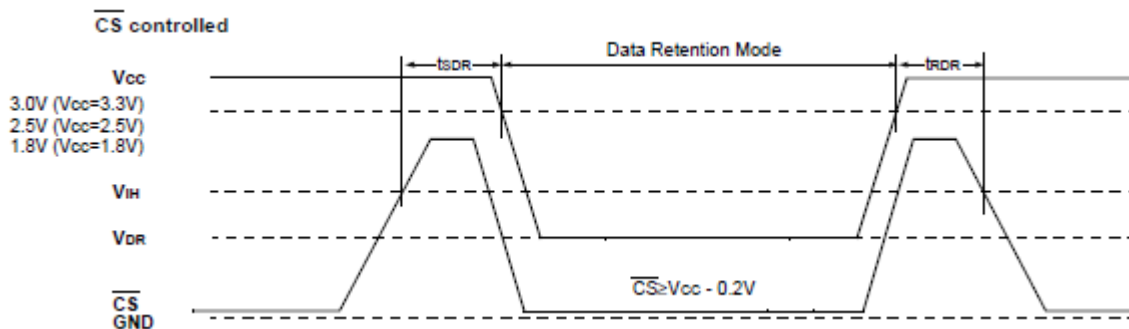 CS controlled
Data Retention Mode
tSDR
tRDR
Vcc
3.0V (Vcc=3.3V)
2.5V (Vcc=2.5V)
1.8V (Vcc=1.8V)
VIH
VDR
CS≥Vcc - 0.2V
CS
GND